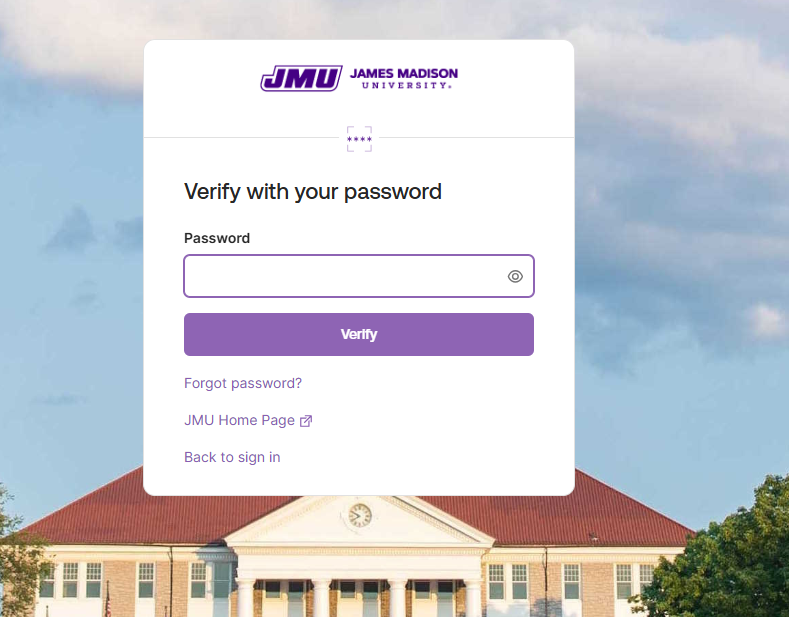 JMU JAMES MADISON
UNIVERSITY®
****
Verify with your password
Password
Verify
Forgot password?
JMU Home Page
Back to sign in